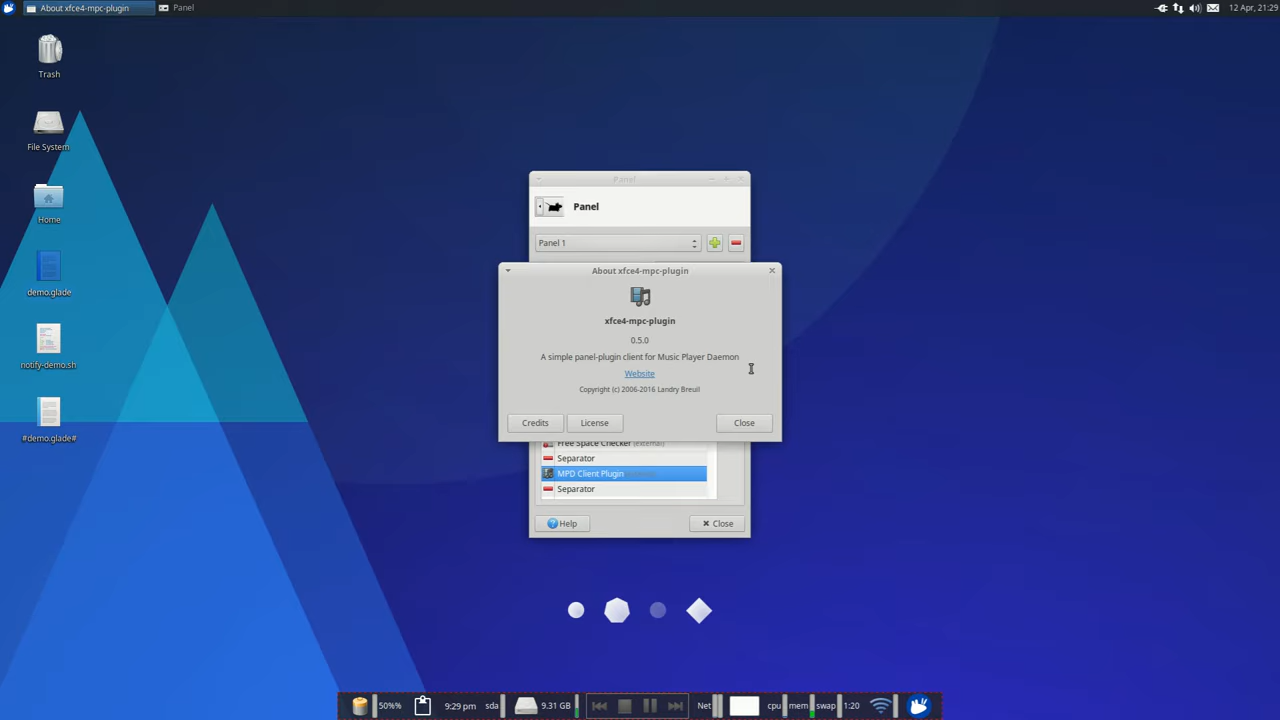 About xfce4-mpc-plugin
Panel
12 Apr, 21:29
Trash
File System
Home
demo.glade
notify-demo.sh
#demo.glade#
Panel
Panel
Panel 1
About xfce4-mpc-plugin
xfce4-mpc-plugin
0.5.0
A simple panel-plugin client for Music Player Daemon
Website
Copyright (c) 2006-2016 Landry Breuil
Credits
License
Close
Free Space Checker (external)
Separator
MPD Client Plugin
Separator
Help
Close
50%
9:29 pm
sda
9.31 GB
Net
cpu
mem
swap
1:20